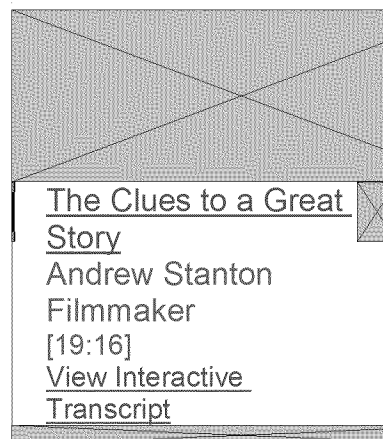 The Clues to a Great
Story
Andrew Stanton
Filmmaker
[19:16]
View Interactive
Transcript